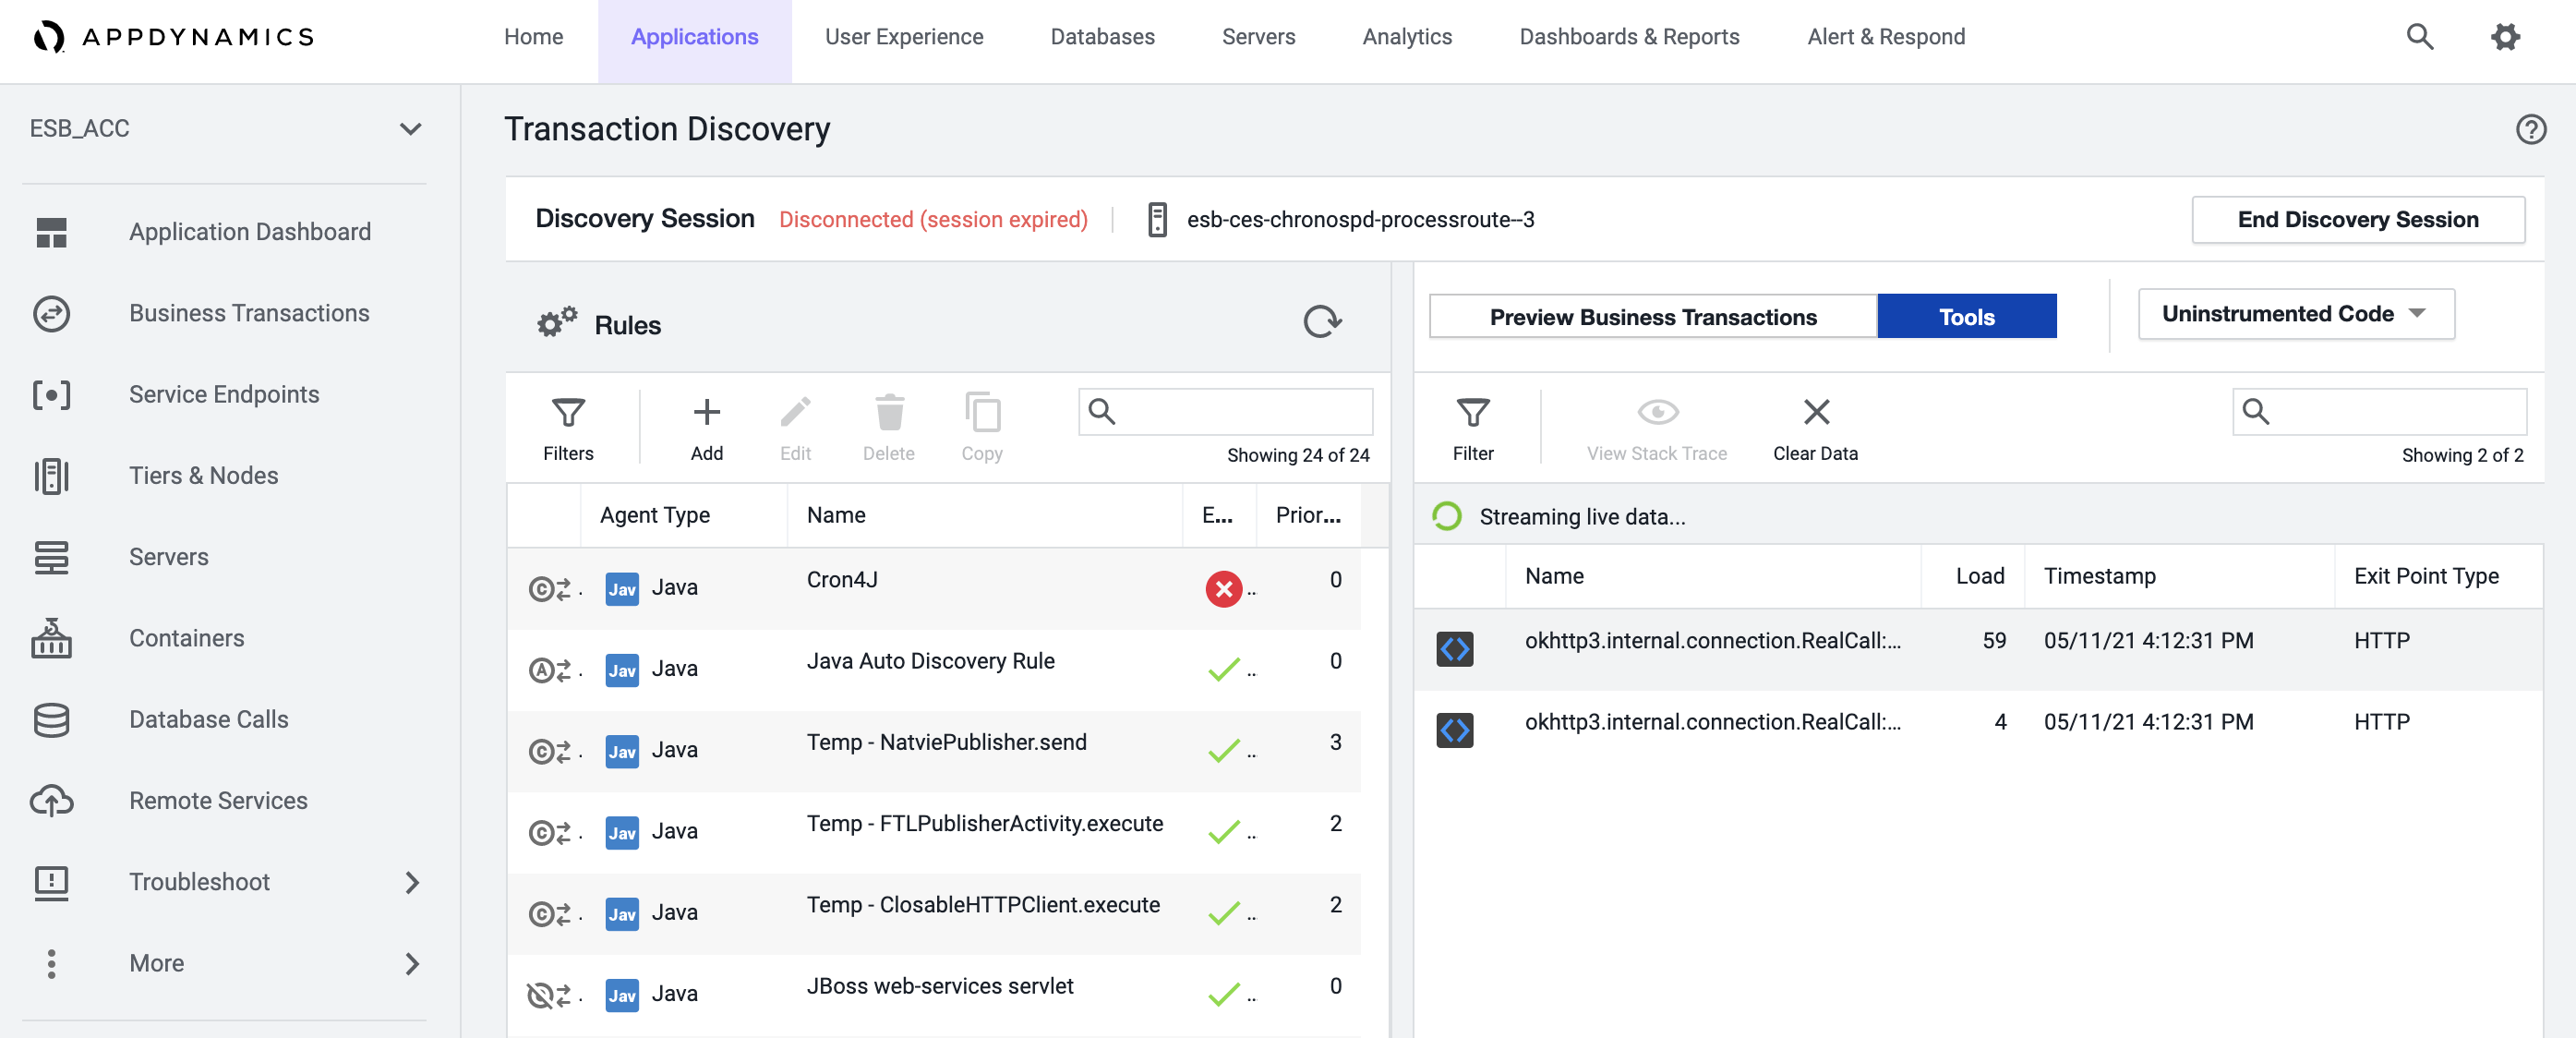 APPDYNAMICS
Home
Applications
User Experience
Databases
Servers
Analytics
Dashboards & Reports
Alert & Respond
ESB_ACC
Application Dashboard
Business Transactions
Service Endpoints
Tiers & Nodes
Servers
Containers
Database Calls
Remote Services
Troubleshoot
More
Transaction Discovery
Discovery Session Disconnected (session expired) esb-ces-chronospd-processroute--3
End Discovery Session
Rules
Filters
Add
Edit
Delete
Copy
Showing 24 of 24
Agent Type Name E... Prior...
Jav Java Cron4J .. 0
Jav Java Java Auto Discovery Rule .. 0
Jav Java Temp - NatviePublisher.send .. 3
Jav Java Temp - FTLPublisherActivity.execute .. 2
Jav Java Temp - ClosableHTTPClient.execute .. 2
Jav Java JBoss web-services servlet .. 0
Preview Business Transactions
Tools
Uninstrumented Code
Filter
View Stack Trace
Clear Data
Showing 2 of 2
Streaming live data...
Name Load Timestamp Exit Point Type
okhttp3.internal.connection.RealCall:... 59 05/11/21 4:12:31 PM HTTP
okhttp3.internal.connection.RealCall:... 4 05/11/21 4:12:31 PM HTTP